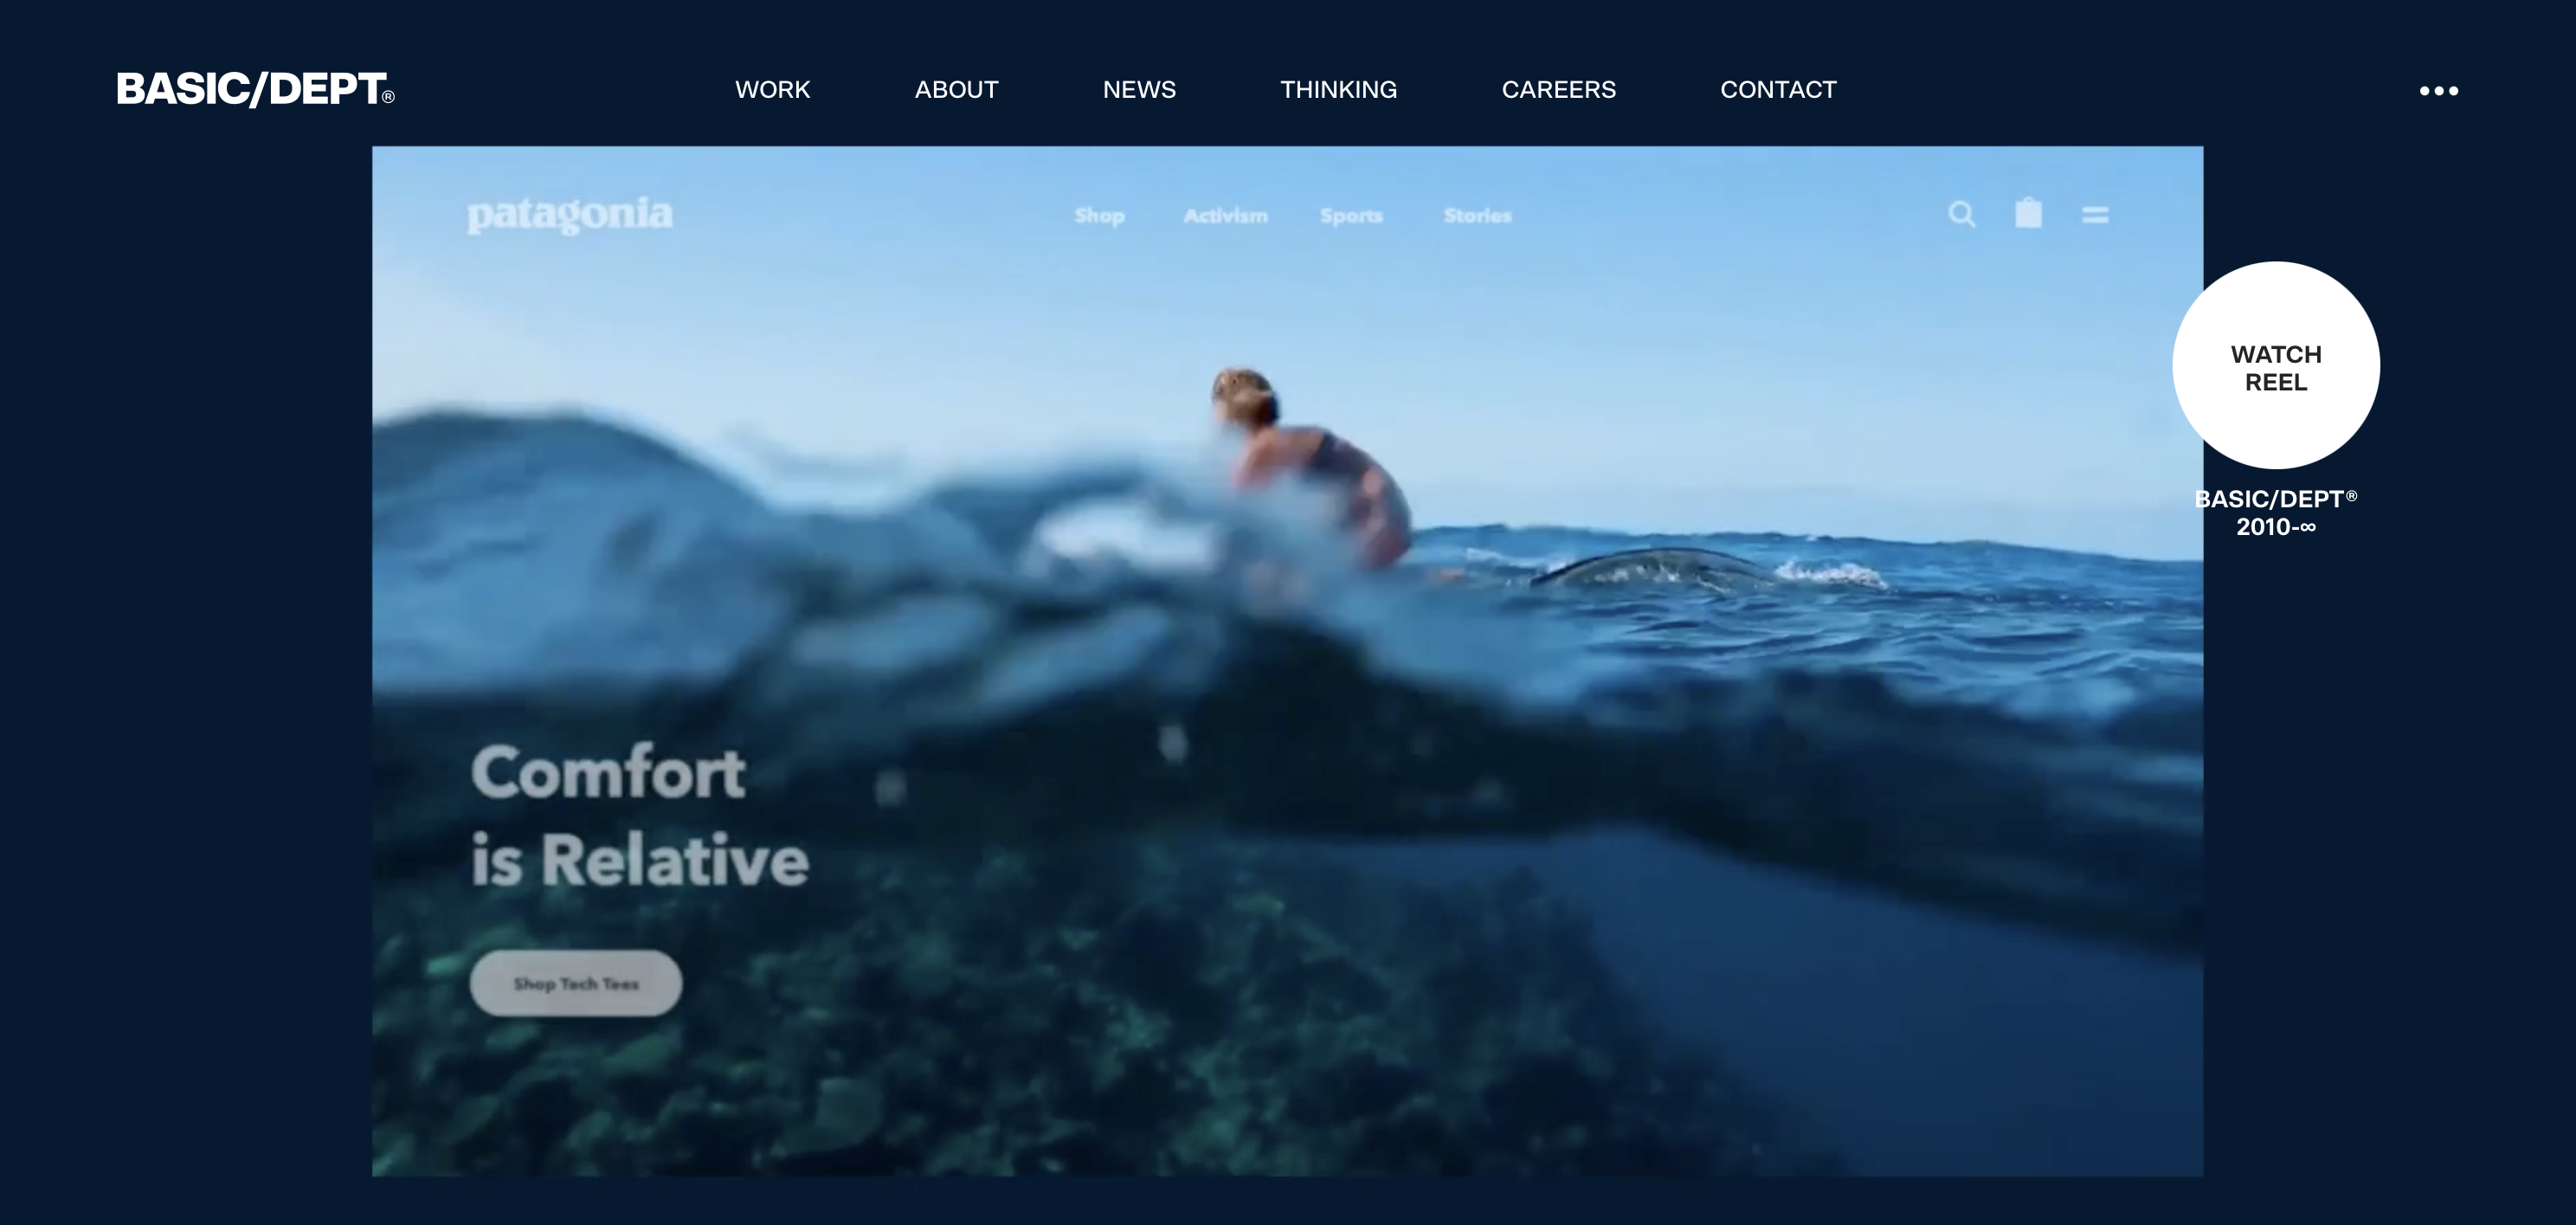 BASIC/DEPT®
WORK ABOUT NEWS THINKING CAREERS CONTACT
patagonia
Shop Activism Sports Stories
WATCH
REEL
BASIC/DEPT®
2010-∞
Comfort
is Relative
Shop Tech Tees